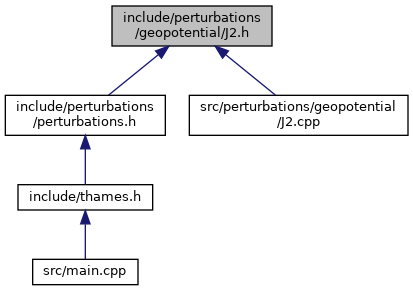 include/perturbations
/geopotential/J2.h
include/perturbations
/perturbations.h
src/perturbations/geopotential
/J2.cpp
include/thames.h
src/main.cpp